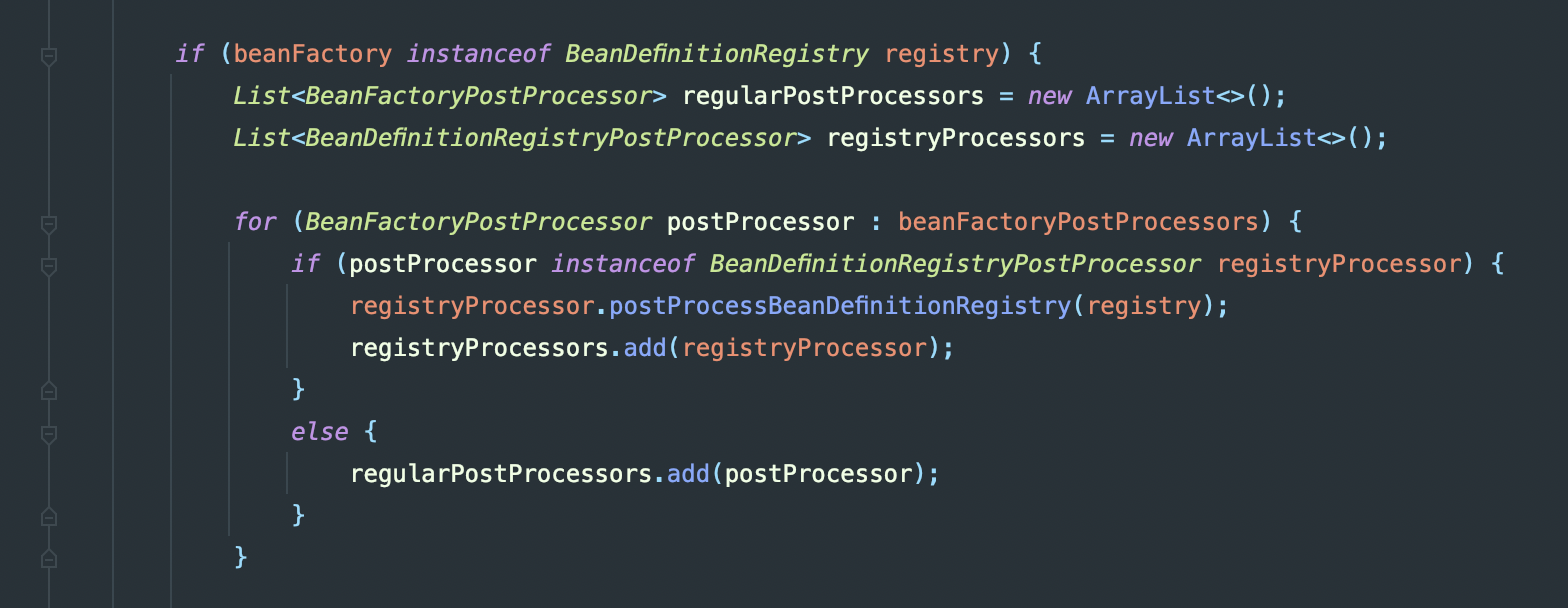 if (beanFactory instanceof BeanDefinitionRegistry registry) {
List<BeanFactoryPostProcessor> regularPostProcessors = new ArrayList<>();
List<BeanDefinitionRegistryPostProcessor> registryProcessors = new ArrayList<>();
for (BeanFactoryPostProcessor postProcessor : beanFactoryPostProcessors) {
if (postProcessor instanceof BeanDefinitionRegistryPostProcessor registryProcessor) {
registryProcessor.postProcessBeanDefinitionRegistry(registry);
registryProcessors.add(registryProcessor);
}
else {
regularPostProcessors.add(postProcessor);
}
}